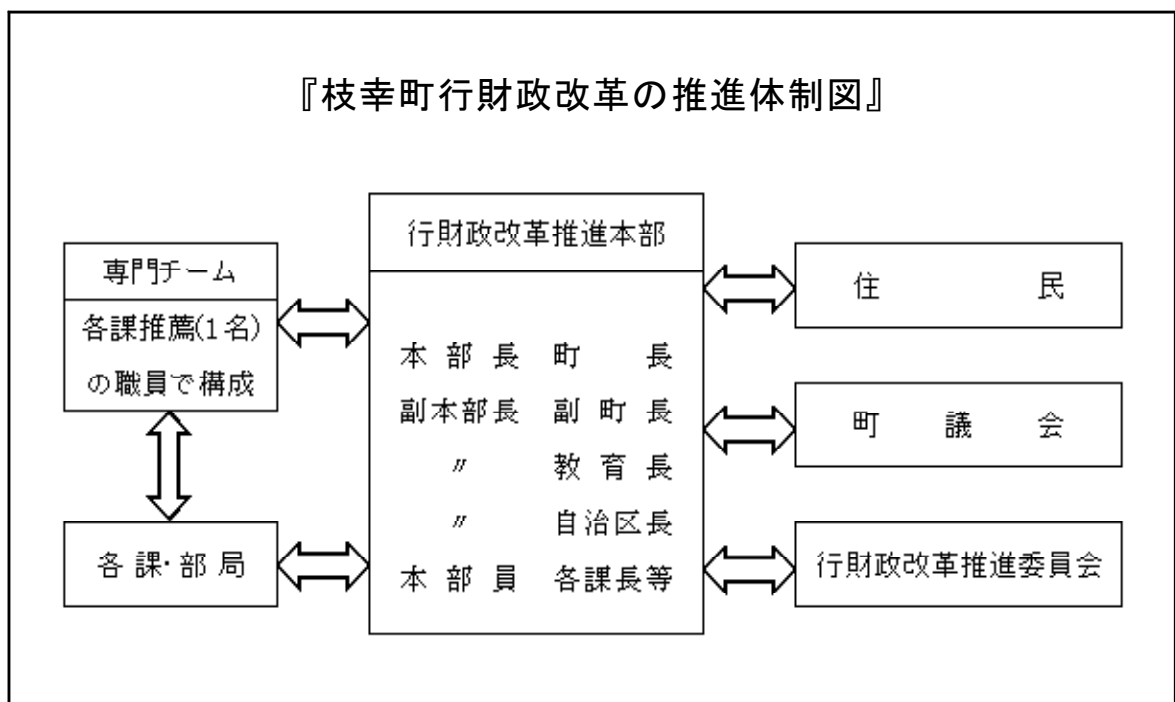 『枝幸町行財政改革の推進体制図』
専門チーム
各課推薦(1名)
の職員で構成
各課・部局
行財政改革推進本部
本部長 町長
副本部長 副町長
〃 教育長
〃 自治区長
本部員 各課長等
住民
町議会
行財政改革推進委員会